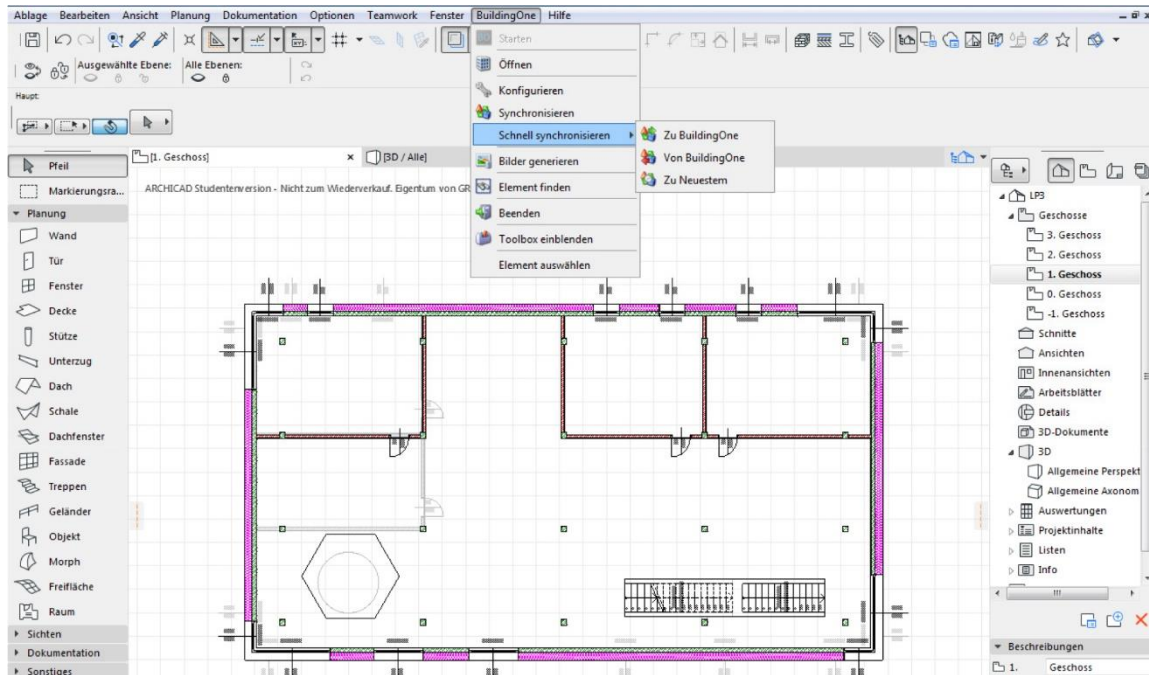 Ablage Bearbeiten Ansicht Planung Dokumentation Optionen Teamwork Fenster BuildingOne Hilfe
Ausgewählte Ebene: Alle Ebenen:
Haupt:
Starten
Öffnen
Konfigurieren
Synchronisieren
Schnell synchronisieren
Bilder generieren
Element finden
Beenden
Toolbox einblenden
Element auswählen
Zu BuildingOne
Von BuildingOne
Zu Neuestem
[1. Geschoss]
[3D / Alle]
ARCHICAD Studentenversion - Nicht zum Wiederverkauf. Eigentum von GR
Pfeil
Markierungsra...
Planung
Wand
Tür
Fenster
Decke
Stütze
Unterzug
Dach
Schale
Dachfenster
Fassade
Treppen
Geländer
Objekt
Morph
Freifläche
Raum
Sichten
Dokumentation
Sonstiges
LP3
Geschosse
3. Geschoss
2. Geschoss
1. Geschoss
0. Geschoss
-1. Geschoss
Schnitte
Ansichten
Innenansichten
Arbeitsblätter
Details
3D-Dokumente
3D
Allgemeine Perspekt
Allgemeine Axonom
Auswertungen
Projektinhalte
Listen
Info
Beschreibungen
1. Geschoss